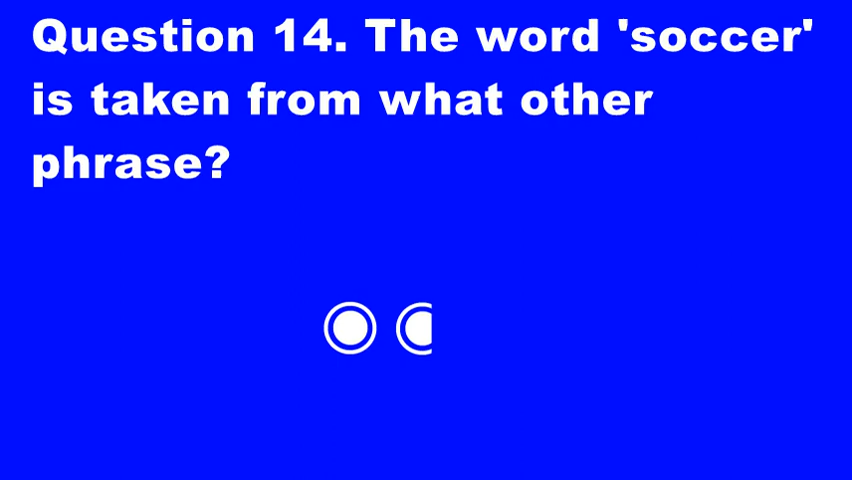 Question 14. The word 'soccer'
is taken from what other
phrase?